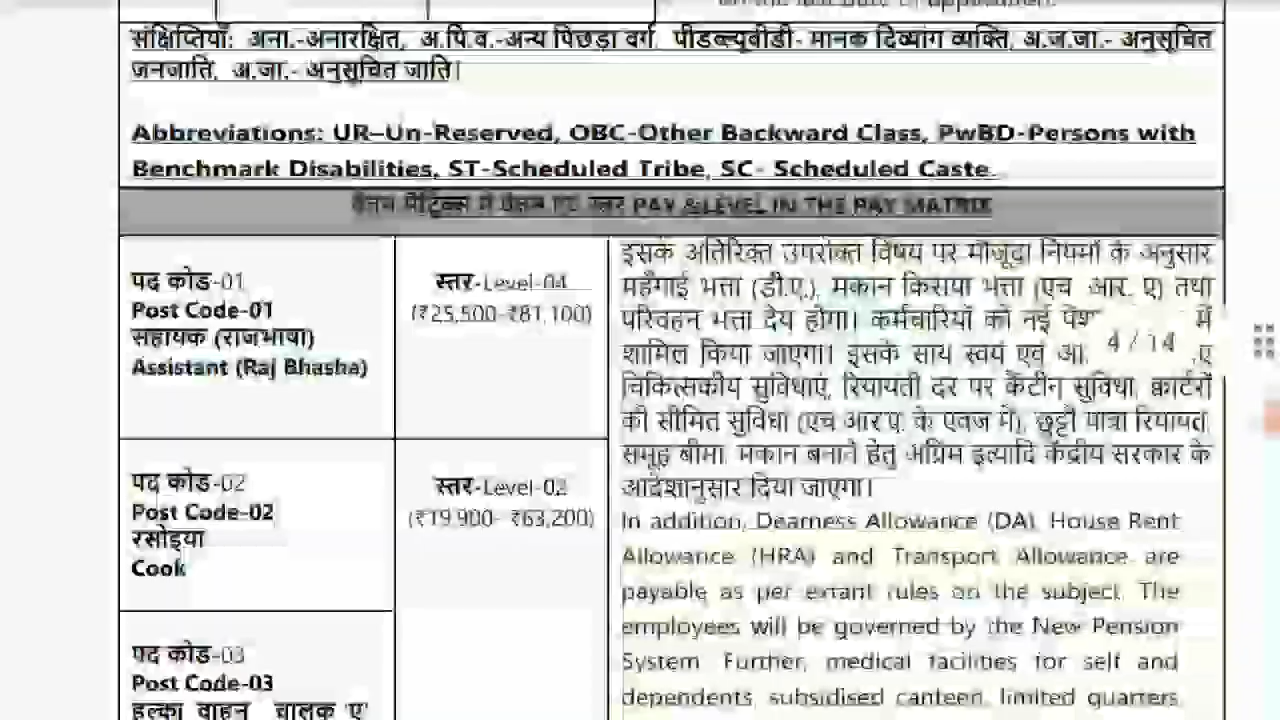 संक्षिप्तियाँ: अना.-अनारक्षित, अ.पि.व.-अन्य पिछड़ा वर्ग, पीडब्ल्यूबीडी- मानक दिव्यांग व्यक्ति, अ.ज.जा.- अनुसूचित
जनजाति, अ.जा.- अनुसूचित जाति।
Abbreviations: UR–Un-Reserved, OBC-Other Backward Class, PwBD-Persons with
Benchmark Disabilities, ST-Scheduled Tribe, SC- Scheduled Caste.
PAY & LEVEL IN THE PAY MATRIX
पद कोड-01
Post Code-01
सहायक (राजभाषा)
Assistant (Raj Bhasha)
स्तर-Level-04
(₹25,500-₹81,100)
पद कोड-02
Post Code-02
रसोइया
Cook
स्तर-Level-02
(₹19,900- ₹63,200)
पद कोड-03
Post Code-03
हल्का वाहन चालक 'ए'
इसके अतिरिक्त उपरोक्त विषय पर मौजूदा नियमों के अनुसार
महँगाई भत्ता (डी.ए.), मकान किराया भत्ता (एच. आर. ए) तथा
परिवहन भत्ता देय होगा। कर्मचारियों को नई में
शामिल किया जाएगा। इसके साथ स्वयं एवं
चिकित्सकीय सुविधाएं, रियायती दर पर कैंटीन सुविधा, क्वार्टरों
की सीमित सुविधा (एच आर ए. के एवज में), छुट्टी यात्रा रियायत,
समूह बीमा, मकान बनाने हेतु अग्रिम इत्यादि केंद्रीय सरकार के
आदेशानुसार दिया जाएगा।
In addition, Dearness Allowance (DA), House Rent
Allowance (HRA) and Transport Allowance are
payable as per extant rules on the subject. The
employees will be governed by the New Pension
System. Further, medical facilities for self and
dependents, subsidised canteen, limited quarters
4 / 14